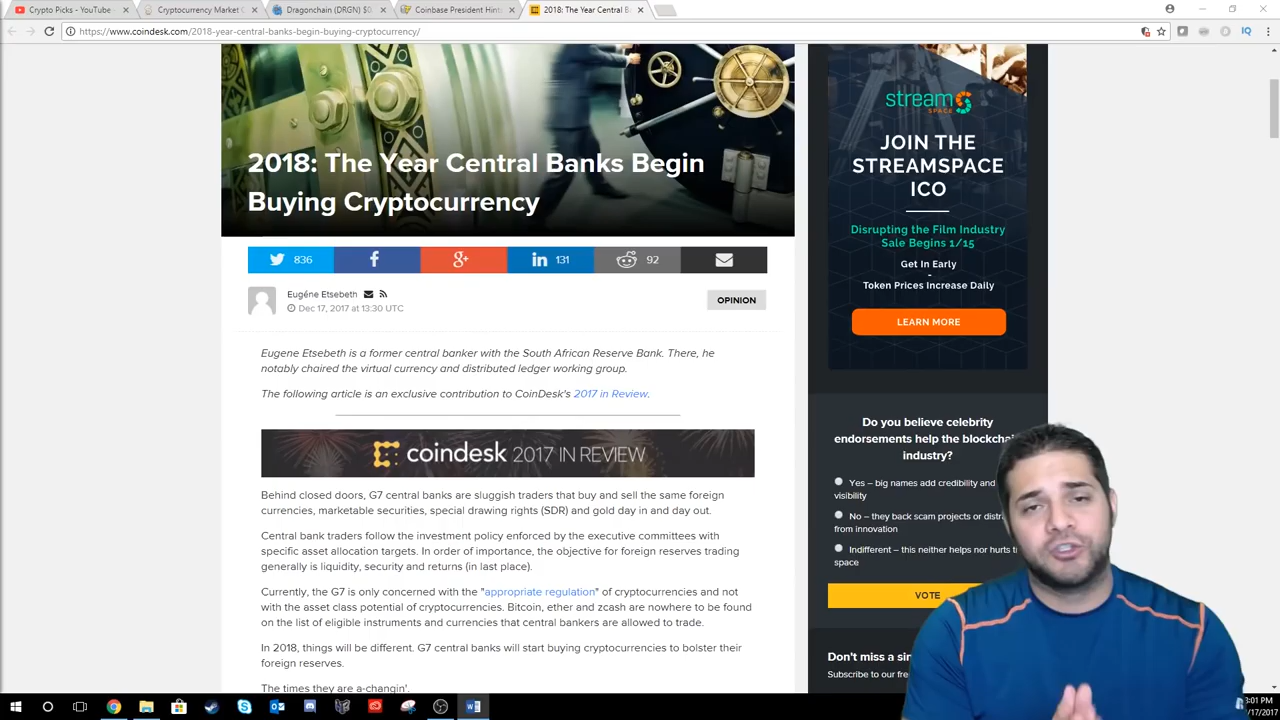 Crypto Picks - YouTube
Cryptocurrency Market C
Dragonchain (DRGN) $0
Coinbase President Hint
2018: The Year Central B
https://www.coindesk.com/2018-year-central-banks-begin-buying-cryptocurrency/
2018: The Year Central Banks Begin
Buying Cryptocurrency
836
131
92
Eugéne Etsebeth
Dec 17, 2017 at 13:30 UTC
OPINION
Eugene Etsebeth is a former central banker with the South African Reserve Bank. There, he
notably chaired the virtual currency and distributed ledger working group.
The following article is an exclusive contribution to CoinDesk's 2017 in Review.
coindesk 2017 IN REVIEW
Behind closed doors, G7 central banks are sluggish traders that buy and sell the same foreign
currencies, marketable securities, special drawing rights (SDR) and gold day in and day out.
Central bank traders follow the investment policy enforced by the executive committees with
specific asset allocation targets. In order of importance, the objective for foreign reserves trading
generally is liquidity, security and returns (in last place).
Currently, the G7 is only concerned with the "appropriate regulation" of cryptocurrencies and not
with the asset class potential of cryptocurrencies. Bitcoin, ether and zcash are nowhere to be found
on the list of eligible instruments and currencies that central bankers are allowed to trade.
In 2018, things will be different. G7 central banks will start buying cryptocurrencies to bolster their
foreign reserves.
The times they are a-changin'.
stream
SPACE
JOIN THE
STREAMSPACE
ICO
Disrupting the Film Industry
Sale Begins 1/15
Get In Early
-
Token Prices Increase Daily
LEARN MORE
Do you believe celebrity
endorsements help the blockchai
industry?
Yes – big names add credibility and
visibility
No – they back scam projects or distr
from innovation
Indifferent – this neither helps nor hurts t
space
VOTE
Don't miss a si
Subscribe to our fre
3:01 PM
/17/2017